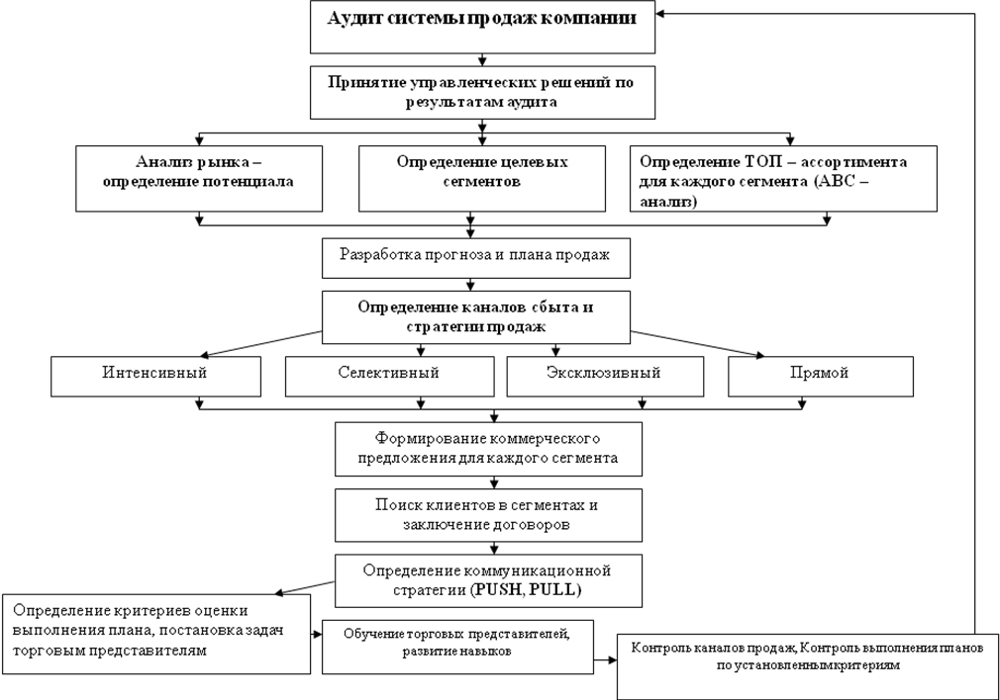 Аудит системы продаж компании
Принятие управленческих решений по
результатам аудита
Анализ рынка –
определение потенциала
Определение целевых
сегментов
Определение ТОП – ассортимента
для каждого сегмента (АВС –
анализ)
Разработка прогноза и плана продаж
Определение каналов сбыта и
стратегии продаж
Интенсивный
Селективный
Эксклюзивный
Прямой
Формирование коммерческого
предложения для каждого сегмента
Поиск клиентов в сегментах и
заключение договоров
Определение коммуникационной
стратегии (PUSH, PULL)
Определение критериев оценки
выполнения плана, постановка задач
торговым представителям
Обучение торговых представителей,
развитие навыков
Контроль каналов продаж, Контроль выполнения планов
по установленнымкритериям